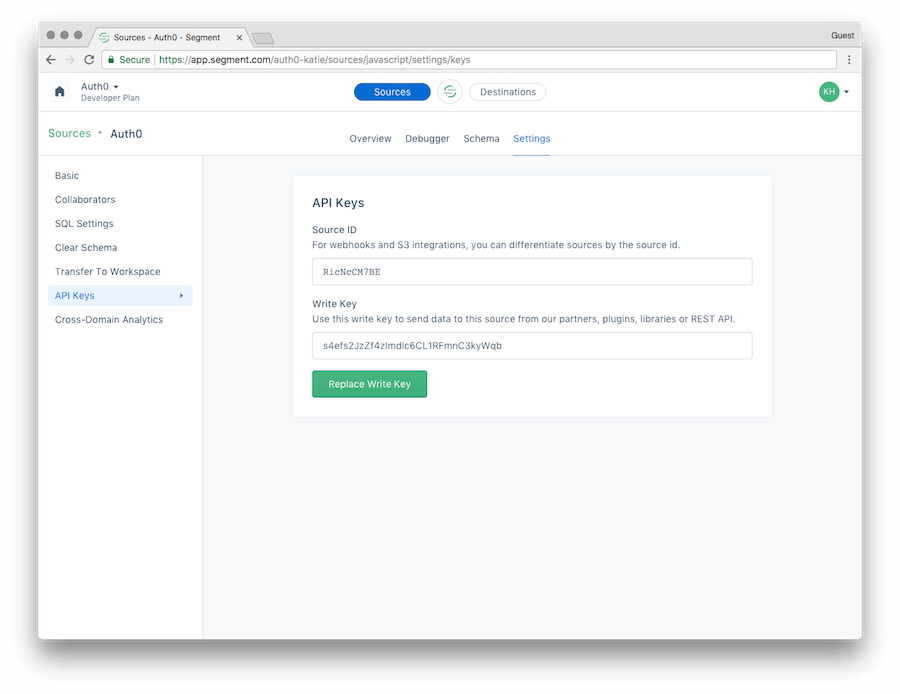 Sources - Auth0 - Segment
Guest
Secure https://app.segment.com/auth0-katie/sources/javascript/settings/keys
Auth0
Developer Plan
Sources Destinations
KH
Sources Auth0
Overview Debugger Schema Settings
Basic
Collaborators
SQL Settings
Clear Schema
Transfer To Workspace
API Keys
Cross-Domain Analytics
API Keys
Source ID
For webhooks and S3 integrations, you can differentiate sources by the source id.
RicNcCM7BE
Write Key
Use this write key to send data to this source from our partners, plugins, libraries or REST API.
s4efs2JzZf4zlmdlc6CL1RFmnC3kyWqb
Replace Write Key